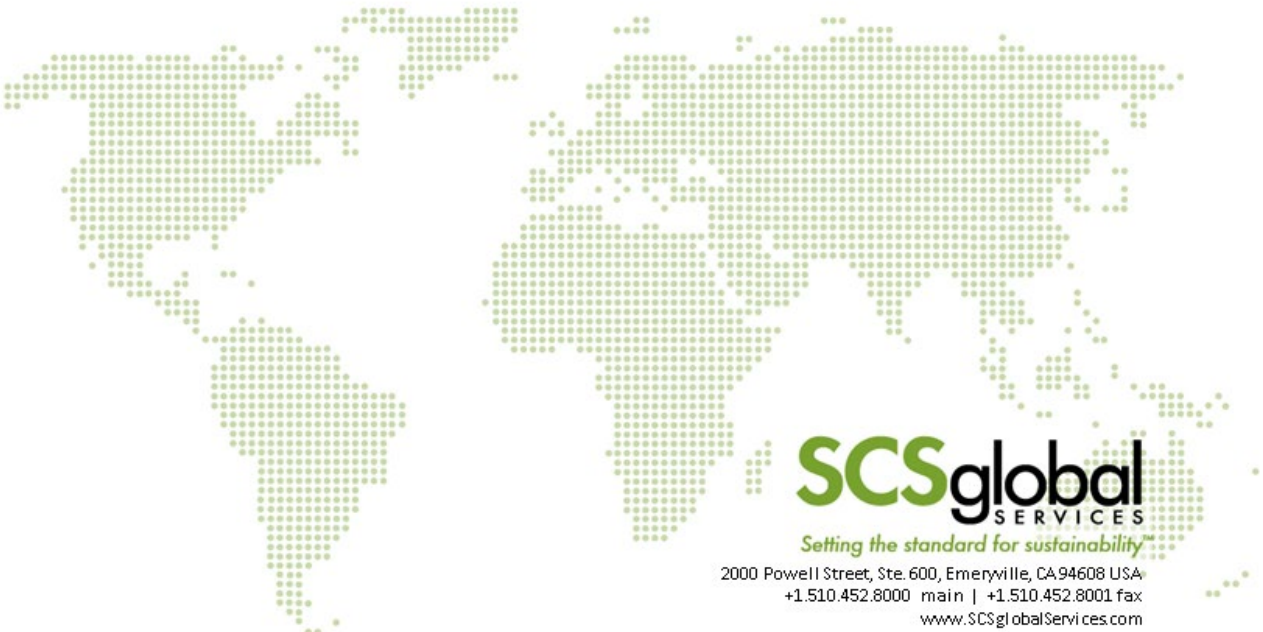 SCSglobal
SERVICES
Setting the standard for sustainability™
2000 Powell Street, Ste. 600, Emeryville, CA 94608 USA
+1.510.452.8000 main | +1.510.452.8001 fax
www.SCSglobalServices.com